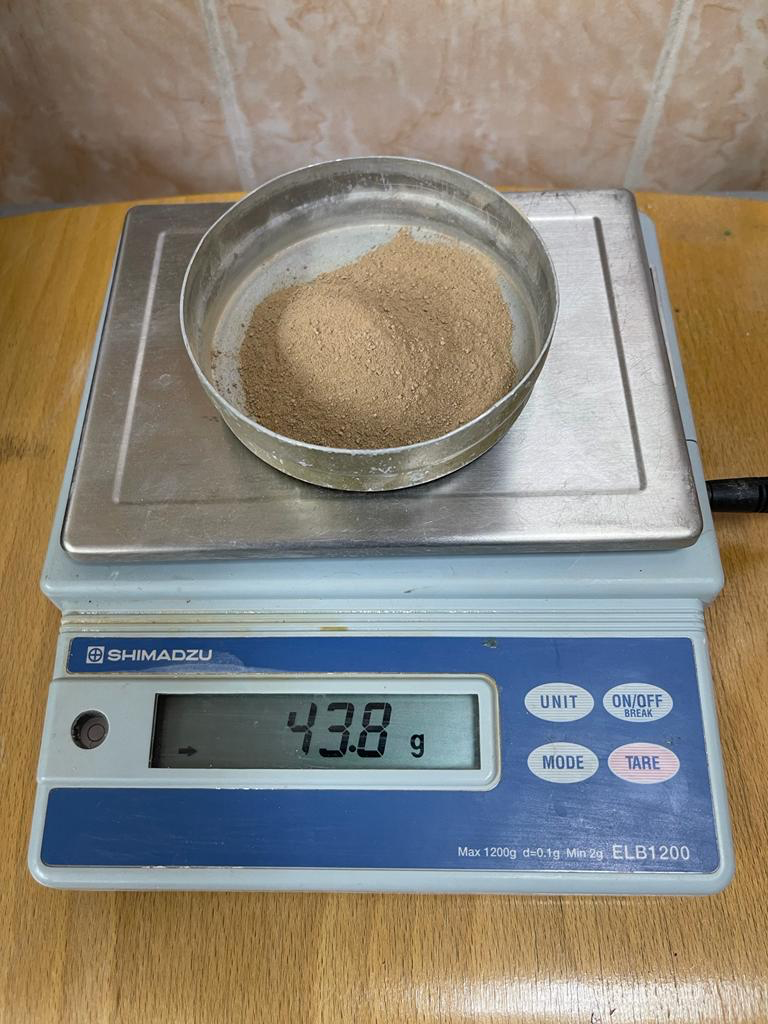 SHIMADZU
43.8 g
UNIT
ON/OFF
BREAK
MODE
TARE
Max 1200g d=0.1g Min 2g ELB1200